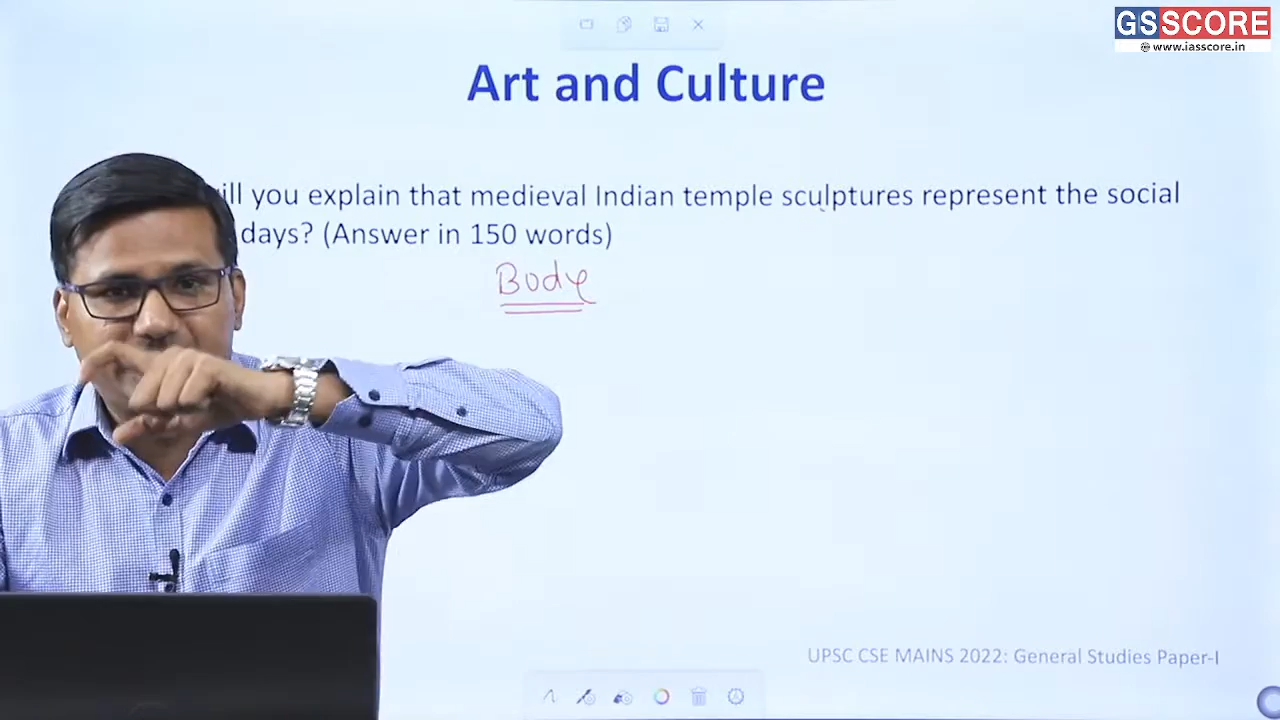 GSSCORE
www.iasscore.in
Art and Culture
you explain that medieval Indian temple sculptures represent the social
days? (Answer in 150 words)
Body
UPSC CSE MAINS 2022: General Studies Paper-I